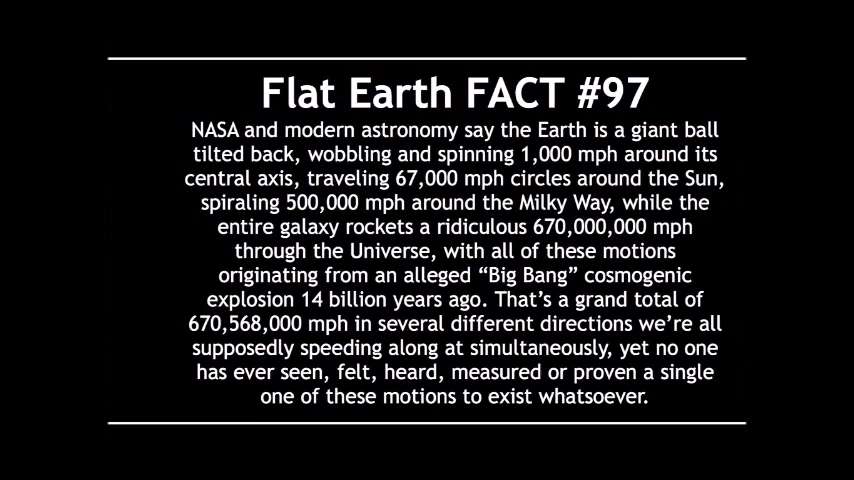 Flat Earth FACT #97
NASA and modern astronomy say the Earth is a giant ball
tilted back, wobbling and spinning 1,000 mph around its
central axis, traveling 67,000 mph circles around the Sun,
spiraling 500,000 mph around the Milky Way, while the
entire galaxy rockets a ridiculous 670,000,000 mph
through the Universe, with all of these motions
originating from an alleged “Big Bang” cosmogenic
explosion 14 billion years ago. That’s a grand total of
670,568,000 mph in several different directions we’re all
supposedly speeding along at simultaneously, yet no one
has ever seen, felt, heard, measured or proven a single
one of these motions to exist whatsoever.